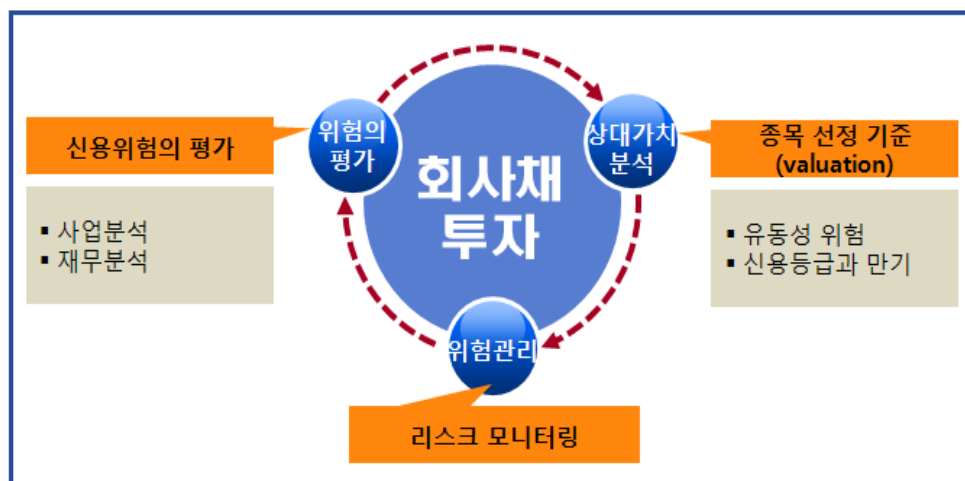 신용위험의 평가
▪ 사업분석
▪ 재무분석
위험의
평가
회사채
투자
상대가치
분석
종목 선정 기준
(valuation)
▪ 유동성 위험
▪ 신용등급과 만기
위험관리
리스크 모니터링